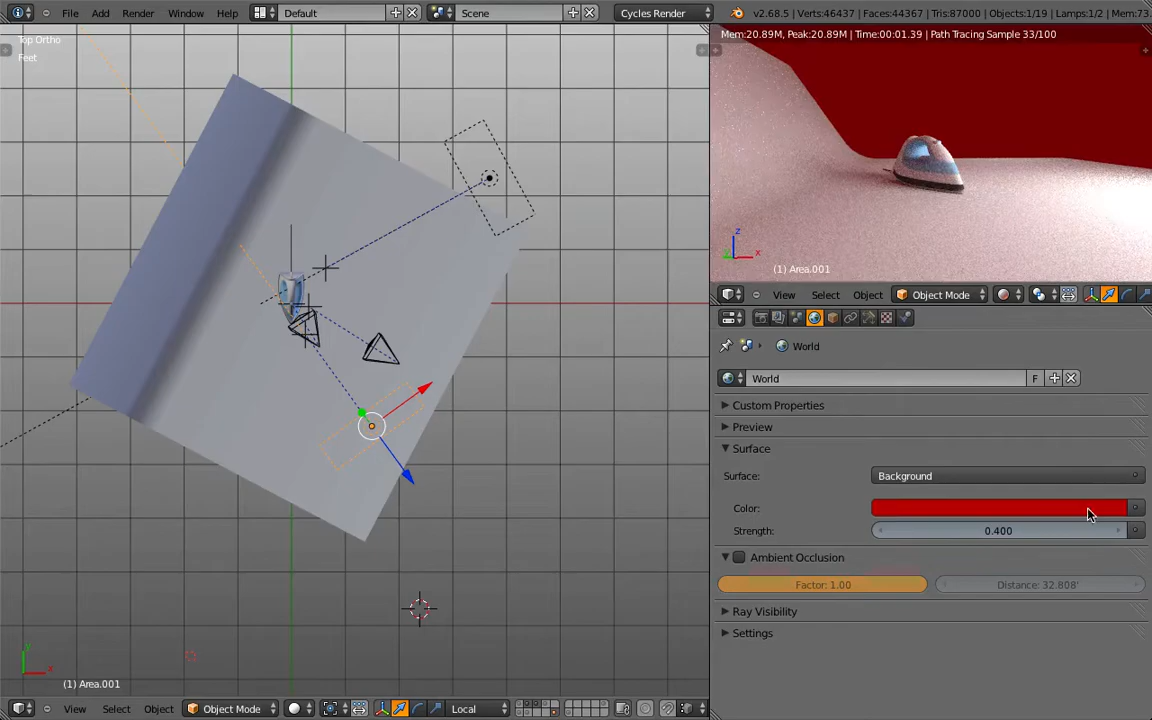 File Add Render Window Help Default Scene Cycles Render v2.68.5 | Verts:46437 | Faces:44367 | Tris:87000 | Objects:1/19 | Lamps:1/2 | Mem:73.
Top Ortho
Feet
Mem:20.89M, Peak:20.89M | Time:00:01.39 | Path Tracing Sample 33/100
z
x
(1) Area.001
View Select Object Object Mode
World
World F
Custom Properties
Preview
Surface
Surface: Background
Color:
Strength: 0.400
Ambient Occlusion
Factor: 1.00 Distance: 32.808'
Ray Visibility
Settings
y
x
(1) Area.001
View Select Object Object Mode Local